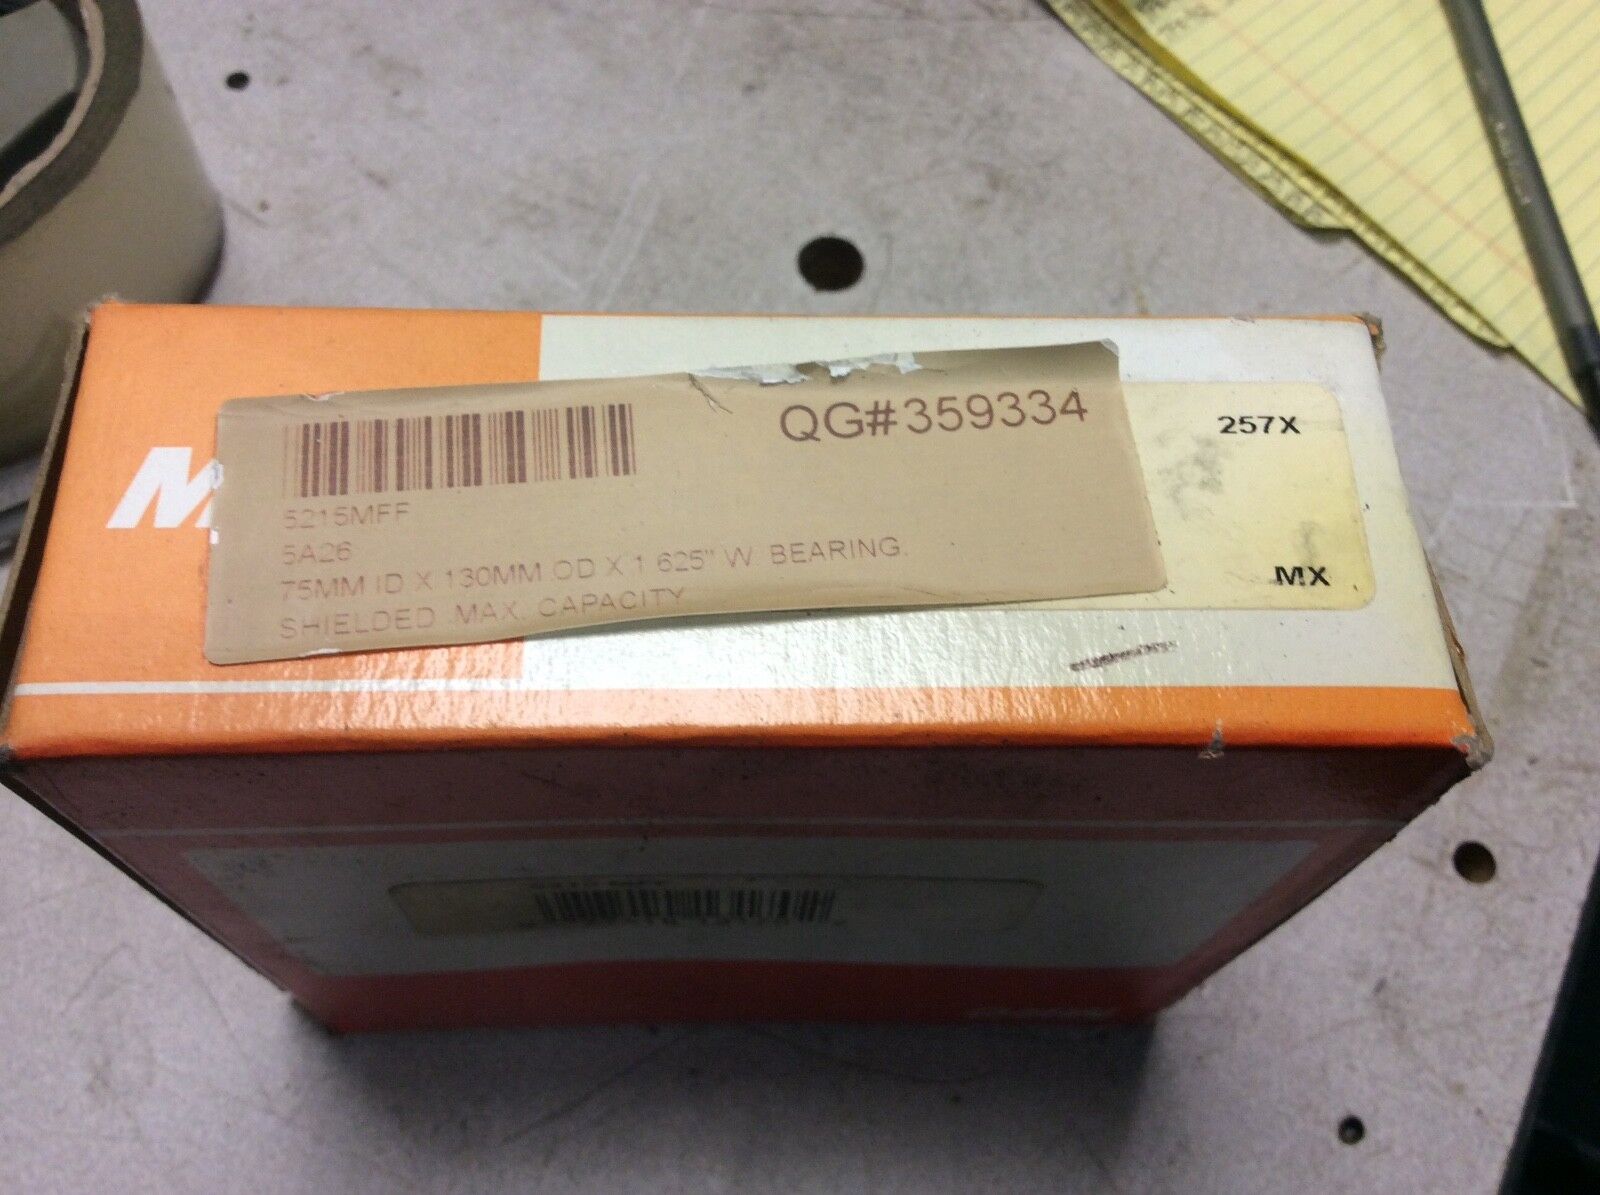 QG#359334
257X
5215MFF
5A26
75MM ID X 130MM OD X 1 625" W. BEARING.
SHIELDED MAX. CAPACITY
MX
M